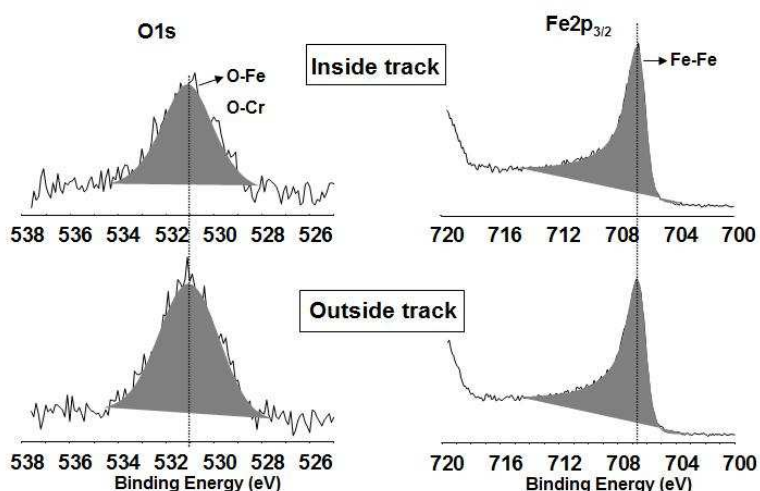 O1s
Fe2p3/2
Inside track
O-Fe
O-Cr
Fe-Fe
538 536 534 532 530 528 526
720 716 712 708 704 700
Outside track
538 536 534 532 530 528 526
Binding Energy (eV)
720 716 712 708 704 700
Binding Energy (eV)